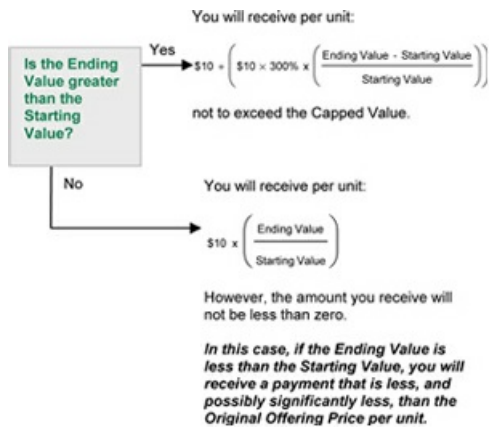 You will receive per unit:
Is the Ending
Value greater
than the
Starting
Value?
Yes
$10 + ( $10 × 300% x ( Ending Value - Starting Value
Starting Value ) )
not to exceed the Capped Value.
No
You will receive per unit:
$10 x ( Ending Value
Starting Value )
However, the amount you receive will
not be less than zero.
In this case, if the Ending Value is
less than the Starting Value, you will
receive a payment that is less, and
possibly significantly less, than the
Original Offering Price per unit.